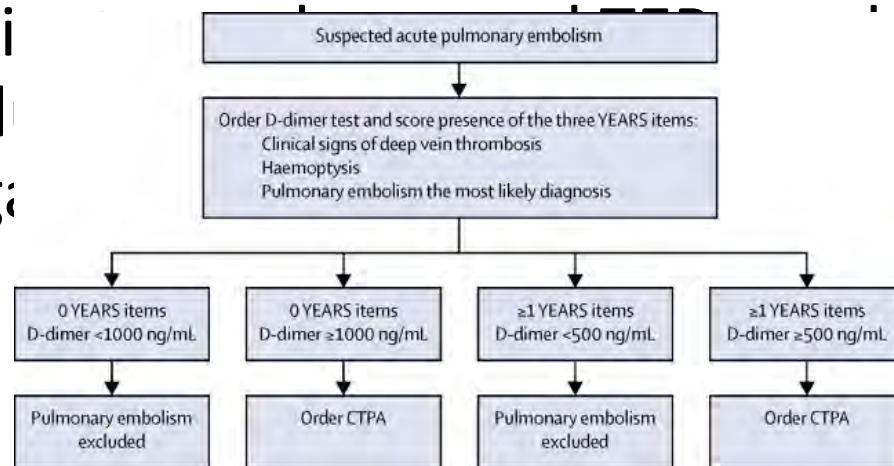 Suspected acute pulmonary embolism
Order D-dimer test and score presence of the three YEARS items:
Clinical signs of deep vein thrombosis
Haemoptysis
Pulmonary embolism the most likely diagnosis
0 YEARS items
D-dimer <1000 ng/mL
0 YEARS items
D-dimer ≥1000 ng/mL
≥1 YEARS items
D-dimer <500 ng/mL
≥1 YEARS items
D-dimer ≥500 ng/mL
Pulmonary embolism
excluded
Order CTPA
Pulmonary embolism
excluded
Order CTPA